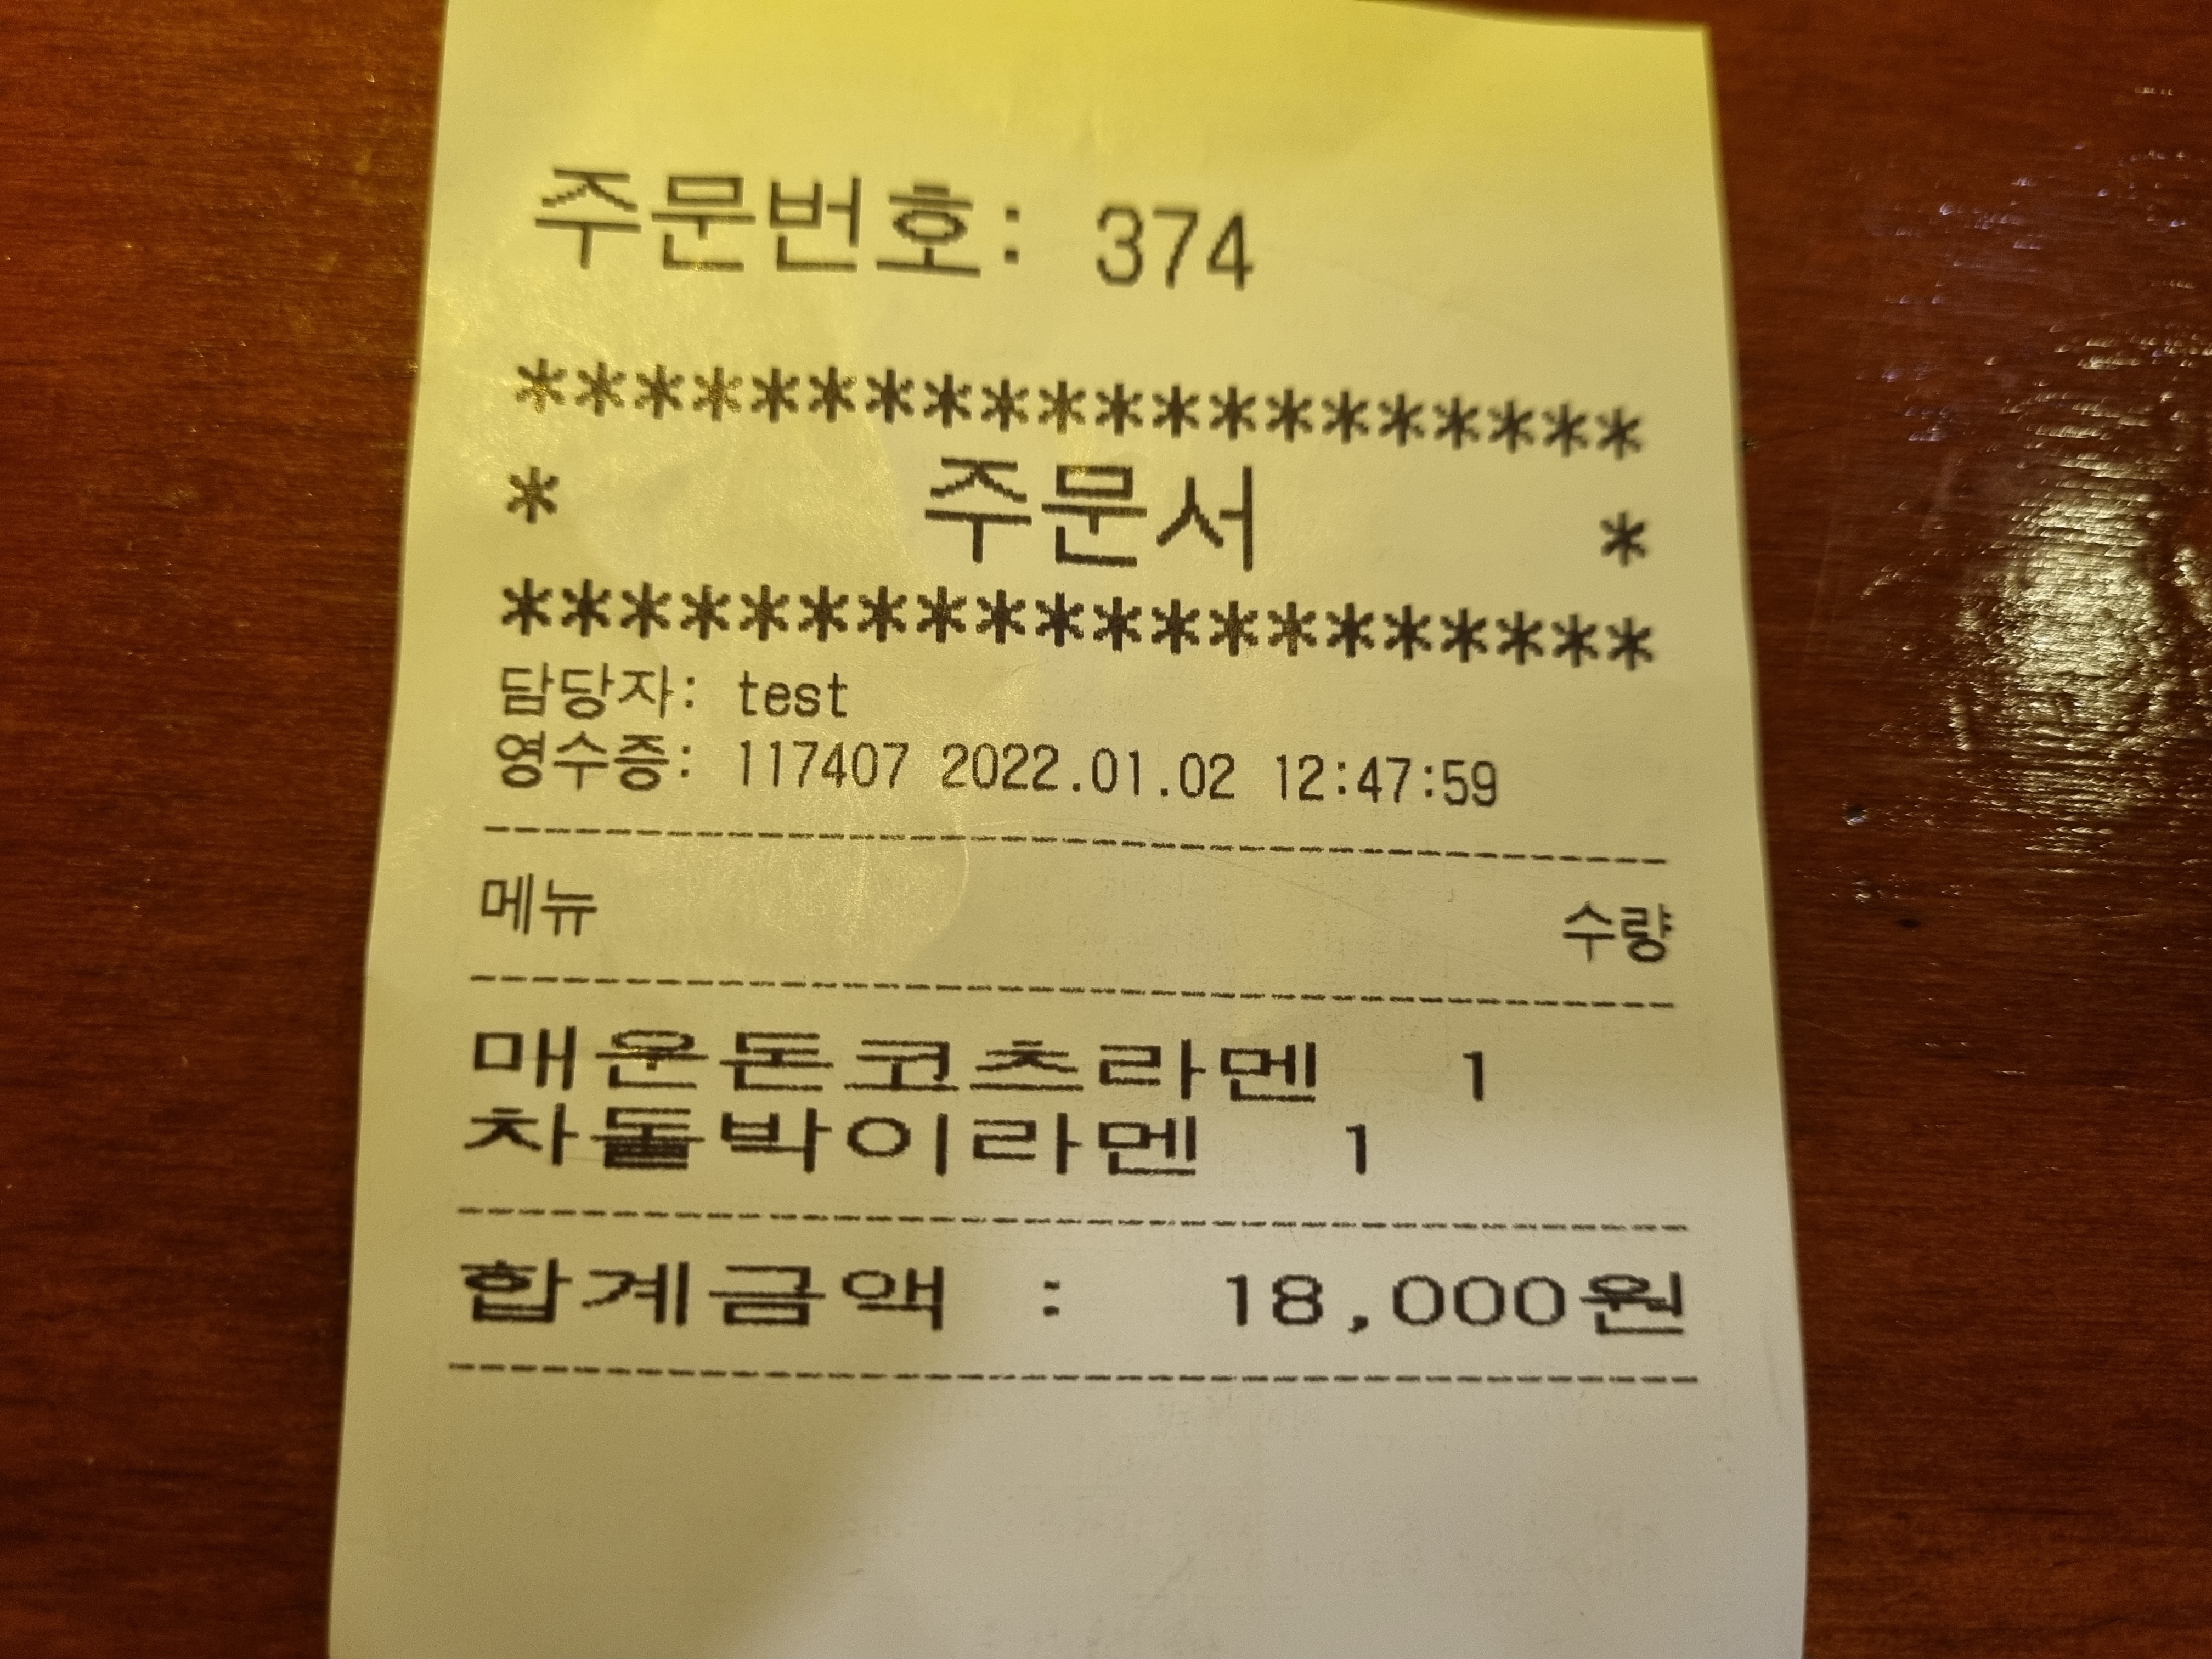 주문번호: 374
********************
* 주문서 *
********************
담당자: test
영수증: 117407 2022.01.02 12:47:59
메뉴 수량
매운돈코츠라멘 1
차돌박이라멘 1
합계금액 : 18,000원